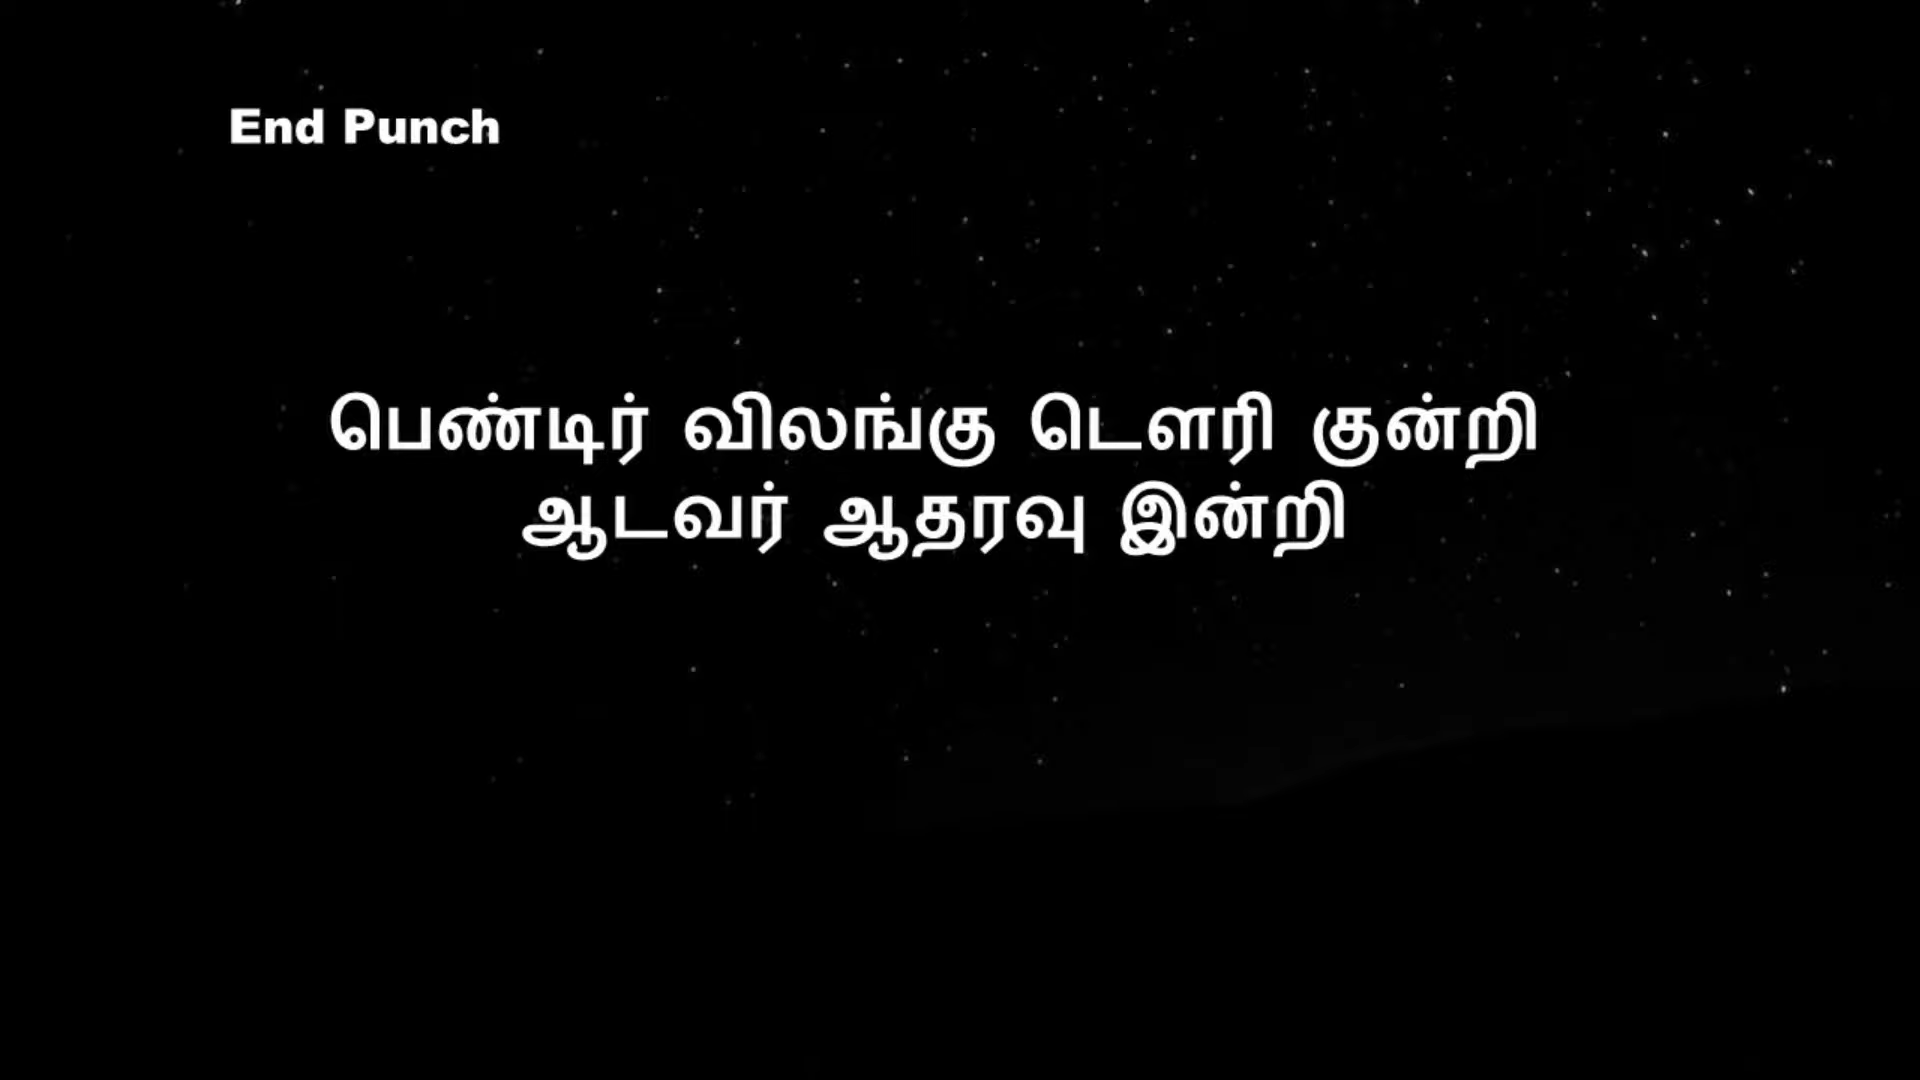 End Punch
பெண்டிர் விலங்கு டௌரி குன்றி
ஆடவர் ஆதரவு இன்றி